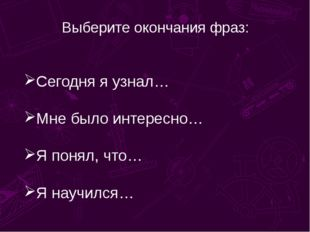 Выберите окончания фраз:
Сегодня я узнал…
Мне было интересно…
Я понял, что…
Я научился…